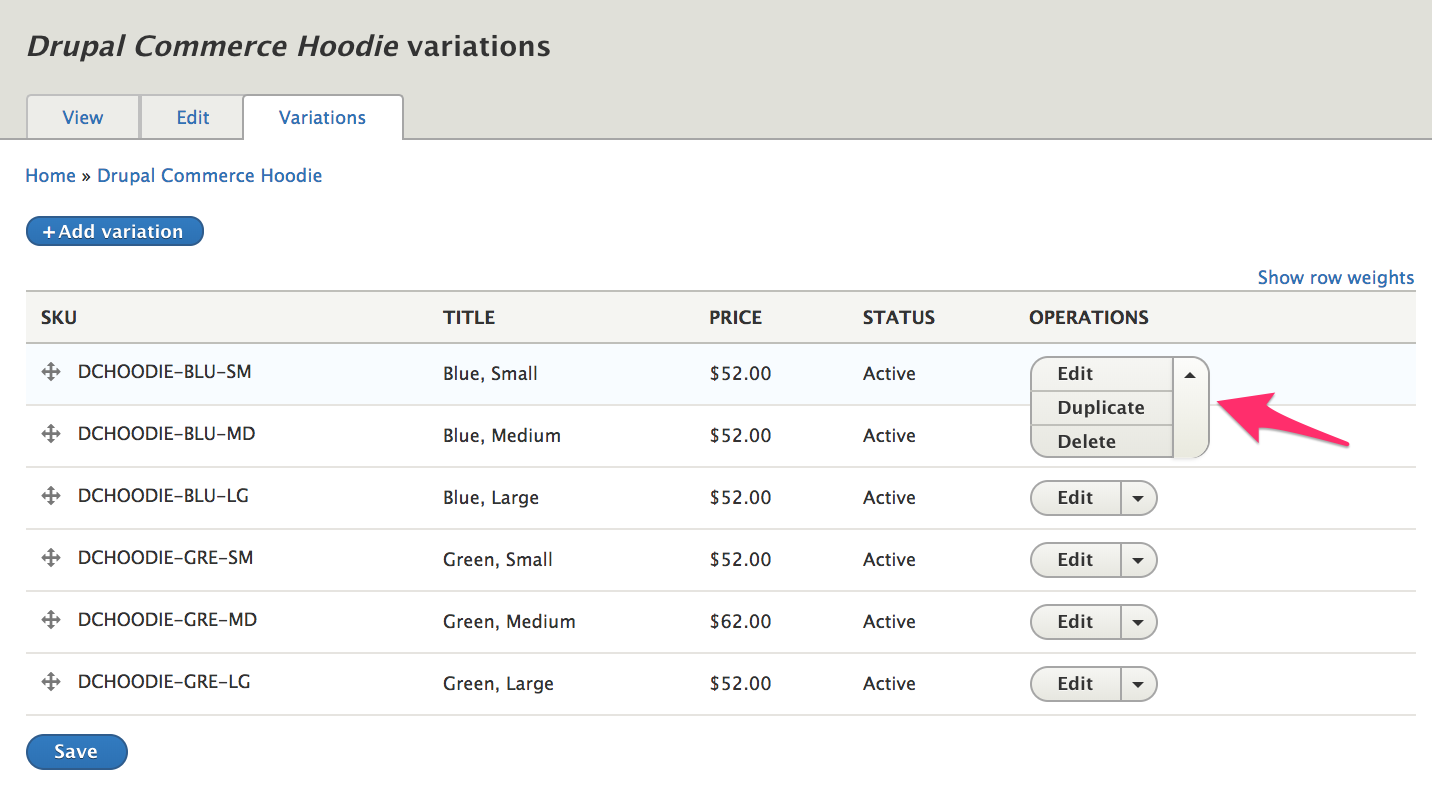 Drupal Commerce Hoodie variations
View Edit Variations
Home » Drupal Commerce Hoodie
+Add variation
Show row weights
SKU TITLE PRICE STATUS OPERATIONS
DCHOODIE-BLU-SM Blue, Small $52.00 Active Edit
Duplicate
DCHOODIE-BLU-MD Blue, Medium $52.00 Active Delete
DCHOODIE-BLU-LG Blue, Large $52.00 Active Edit
DCHOODIE-GRE-SM Green, Small $52.00 Active Edit
DCHOODIE-GRE-MD Green, Medium $62.00 Active Edit
DCHOODIE-GRE-LG Green, Large $52.00 Active Edit
Save